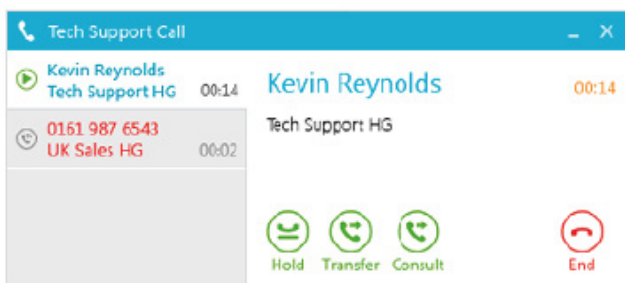 Tech Support Call
Kevin Reynolds
Tech Support HG 00:14
0161 987 6543
UK Sales HG 00:02
Kevin Reynolds 00:14
Tech Support HG
Hold Transfer Consult End